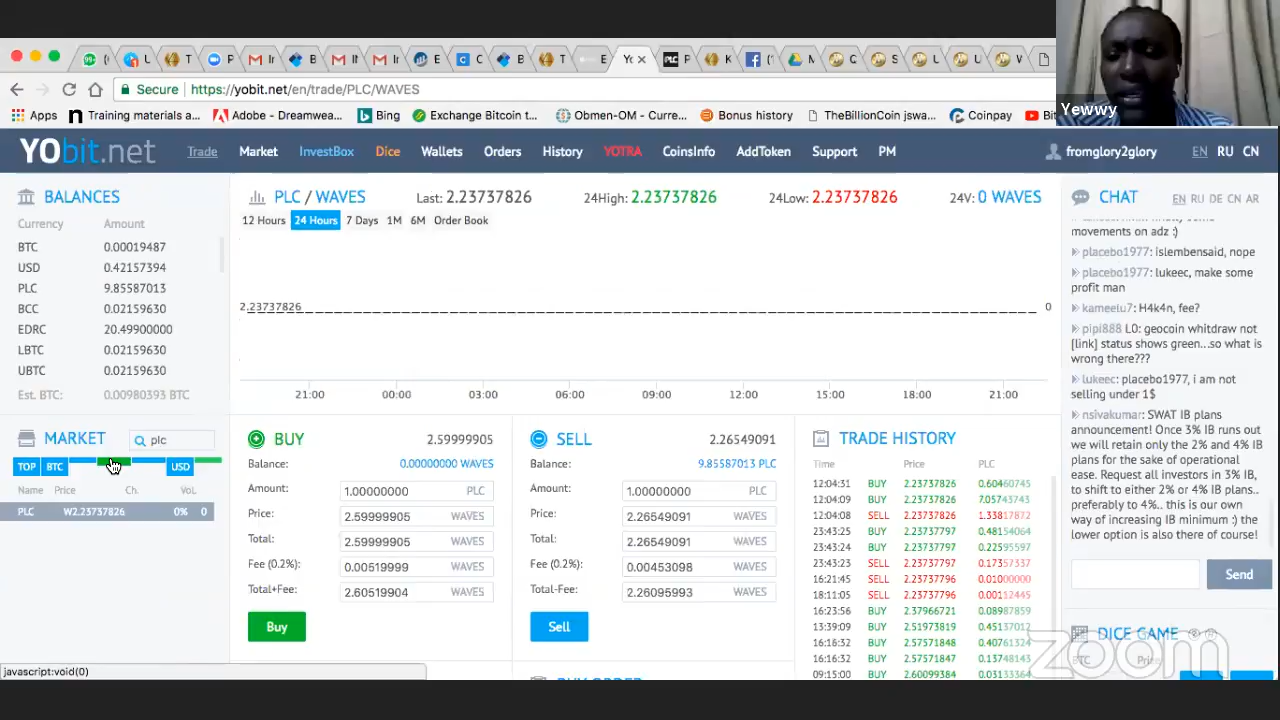 Secure https://yobit.net/en/trade/PLC/WAVES
Apps Training materials a... Adobe - Dreamwea... Bing Exchange Bitcoin t... Obmen-OM - Curre... Bonus history TheBillionCoin jswa... Coinpay
Yewwy
YObit.net Trade Market InvestBox Dice Wallets Orders History YOTRA CoinsInfo AddToken Support PM fromglory2glory EN RU CN
BALANCES
Currency Amount
BTC 0.00019487
USD 0.42157394
PLC 9.85587013
BCC 0.02159630
EDRC 20.49900000
LBTC 0.02159630
UBTC 0.02159630
Est. BTC: 0.00980393 BTC
MARKET plc
TOP BTC USD
Name Price Ch. Vol.
PLC W2.23737826 0% 0
PLC / WAVES Last: 2.23737826 24High: 2.23737826 24Low: 2.23737826 24V: 0 WAVES
12 Hours 24 Hours 7 Days 1M 6M Order Book
2.23737826 0
21:00 00:00 03:00 06:00 09:00 12:00 15:00 18:00 21:00
BUY 2.59999905
Balance: 0.00000000 WAVES
Amount: 1.00000000 PLC
Price: 2.59999905 WAVES
Total: 2.59999905 WAVES
Fee (0.2%): 0.00519999 WAVES
Total+Fee: 2.60519904 WAVES
Buy
SELL 2.26549091
Balance: 9.85587013 PLC
Amount: 1.00000000 PLC
Price: 2.26549091 WAVES
Total: 2.26549091 WAVES
Fee (0.2%): 0.00453098 WAVES
Total-Fee: 2.26095993 WAVES
Sell
TRADE HISTORY
Time Price PLC
12:04:31 BUY 2.23737826 0.60460745
12:04:09 BUY 2.23737826 7.05743743
12:04:08 SELL 2.23737826 1.33817872
23:43:25 BUY 2.23737797 0.48154064
23:43:24 BUY 2.23737797 0.22595597
23:43:23 SELL 2.23737797 0.17357337
16:21:45 SELL 2.23737796 0.01000000
18:11:05 SELL 2.23737796 0.00112445
16:23:56 BUY 2.37966721 0.08987859
13:39:09 BUY 2.51973819 0.45137012
16:16:32 BUY 2.57571848 0.40761324
16:16:32 BUY 2.57571847 0.13748143
09:15:00 BUY 2.60099384 0.03133364
CHAT EN RU DE CN AR
movements on adz :)
placebo1977: islembensaid, nope
placebo1977: lukeec, make some
profit man
kameelu7: H4k4n, fee?
pipi888 LO: geocoin whitdraw not
[link] status shows green...so what is
wrong there???
lukeec: placebo1977, i am not
selling under 1$
nsivakumar: SWAT IB plans
announcement! Once 3% IB runs out
we will retain only the 2% and 4% IB
plans for the sake of operational
ease. Request all investors in 3% IB,
to shift to either 2% or 4% IB plans..
preferably to 4%.. this is our own
way of increasing IB minimum :) the
lower option is also there of course!
Send
DICE GAME
BTC
zoom
javascript:void(0)